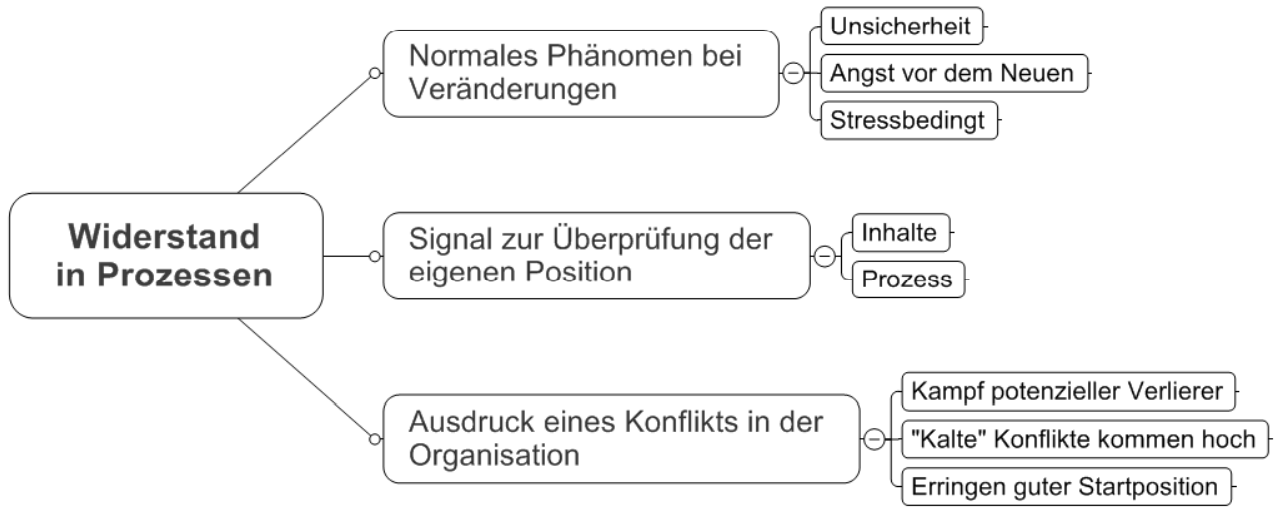 Widerstand
in Prozessen
Normales Phänomen bei
Veränderungen
Unsicherheit
Angst vor dem Neuen
Stressbedingt
Signal zur Überprüfung der
eigenen Position
Inhalte
Prozess
Ausdruck eines Konflikts in der
Organisation
Kampf potenzieller Verlierer
"Kalte" Konflikte kommen hoch
Erringen guter Startposition